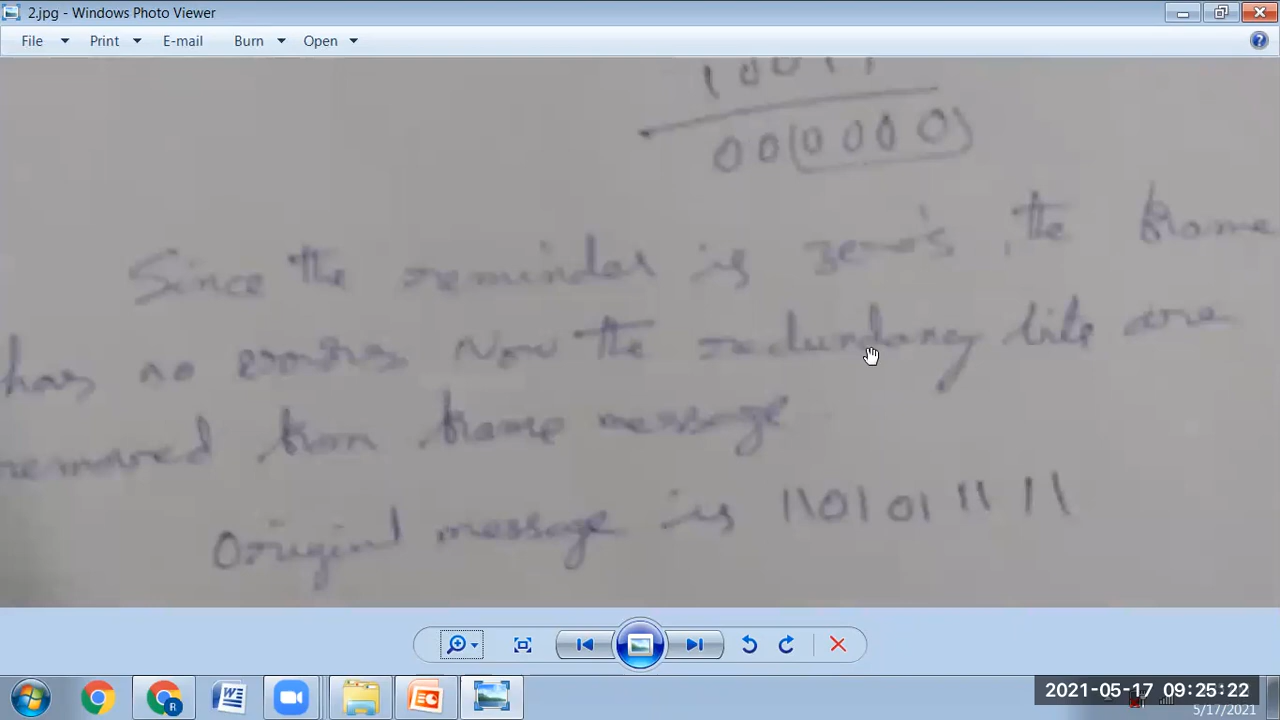 2.jpg - Windows Photo Viewer
File Print E-mail Burn Open
10011
000000
Since the reminder is zero's, the frame
has no errors Now the redundancy bits are
removed from frame message
Original message is 1101011111
2021-05-17 09:25:22
5/17/2021